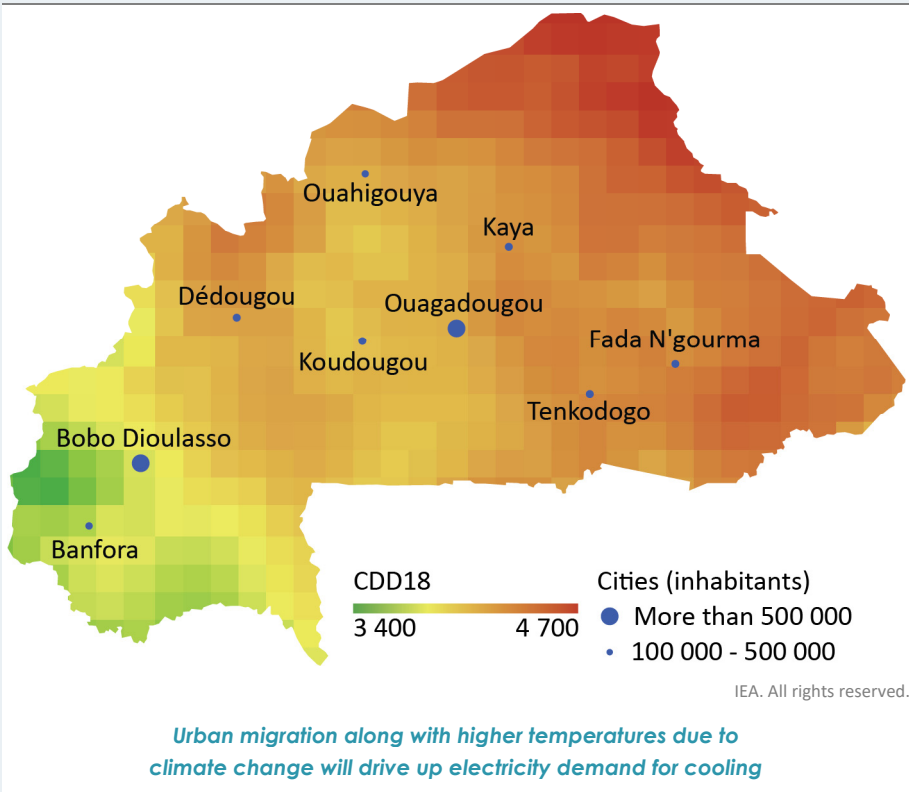 Ouahigouya
Kaya
Dédougou
Ouagadougou
Fada N'gourma
Koudougou
Tenkodogo
Bobo Dioulasso
Banfora
CDD18
3 400
4 700
Cities (inhabitants)
More than 500 000
100 000 - 500 000
IEA. All rights reserved.
Urban migration along with higher temperatures due to
climate change will drive up electricity demand for cooling